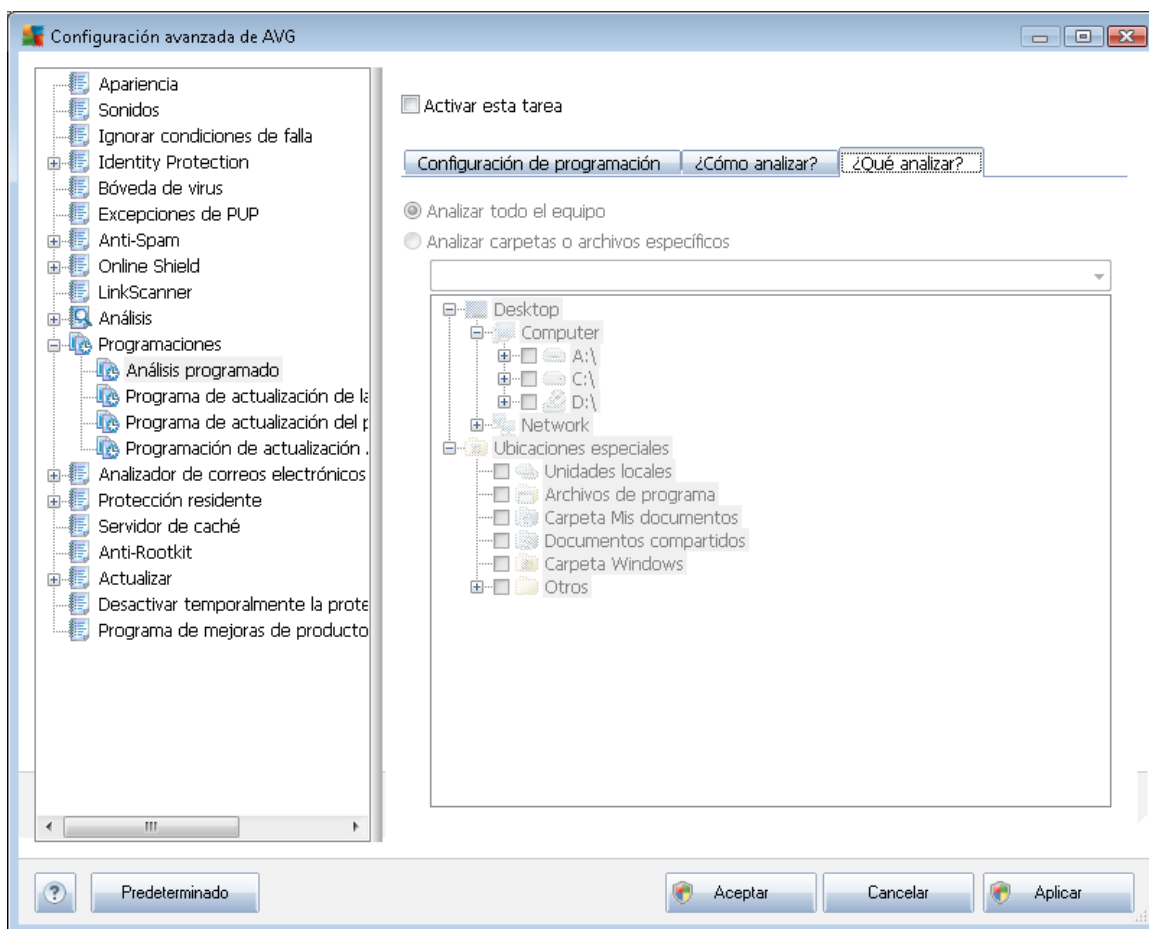 Configuración avanzada de AVG
Apariencia
Sonidos
Ignorar condiciones de falla
Identity Protection
Bóveda de virus
Excepciones de PUP
Anti-Spam
Online Shield
LinkScanner
Análisis
Programaciones
Análisis programado
Programa de actualización de la
Programa de actualización del p
Programación de actualización .
Analizador de correos electrónicos
Protección residente
Servidor de caché
Anti-Rootkit
Actualizar
Desactivar temporalmente la prote
Programa de mejoras de producto
Activar esta tarea
Configuración de programación
¿Cómo analizar?
¿Qué analizar?
Analizar todo el equipo
Analizar carpetas o archivos específicos
Desktop
Computer
A:\
C:\
D:\
Network
Ubicaciones especiales
Unidades locales
Archivos de programa
Carpeta Mis documentos
Documentos compartidos
Carpeta Windows
Otros
?
Predeterminado
Aceptar
Cancelar
Aplicar